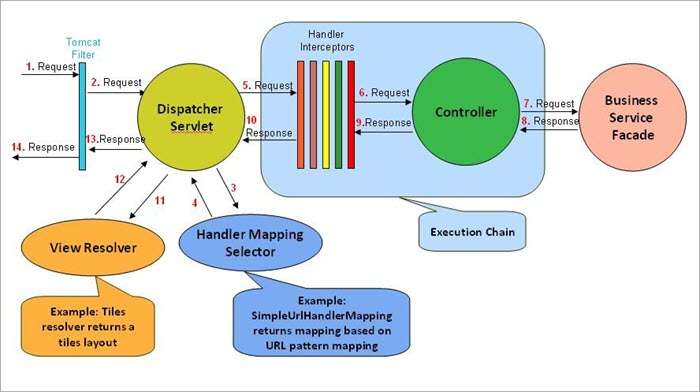 Tomcat
Filter
Handler
Interceptors
1. Request
2. Request
5. Request
6. Request
7. Request
8. Response
9.Response
10
Response
13.Response
14. Response
Dispatcher
Servlet
Controller
Business
Service
Facade
12
11
3
4
View Resolver
Handler Mapping
Selector
Execution Chain
Example: Tiles
resolver returns a
tiles layout
Example:
SimpleUrlHandlerMapping
returns mapping based on
URL pattern mapping